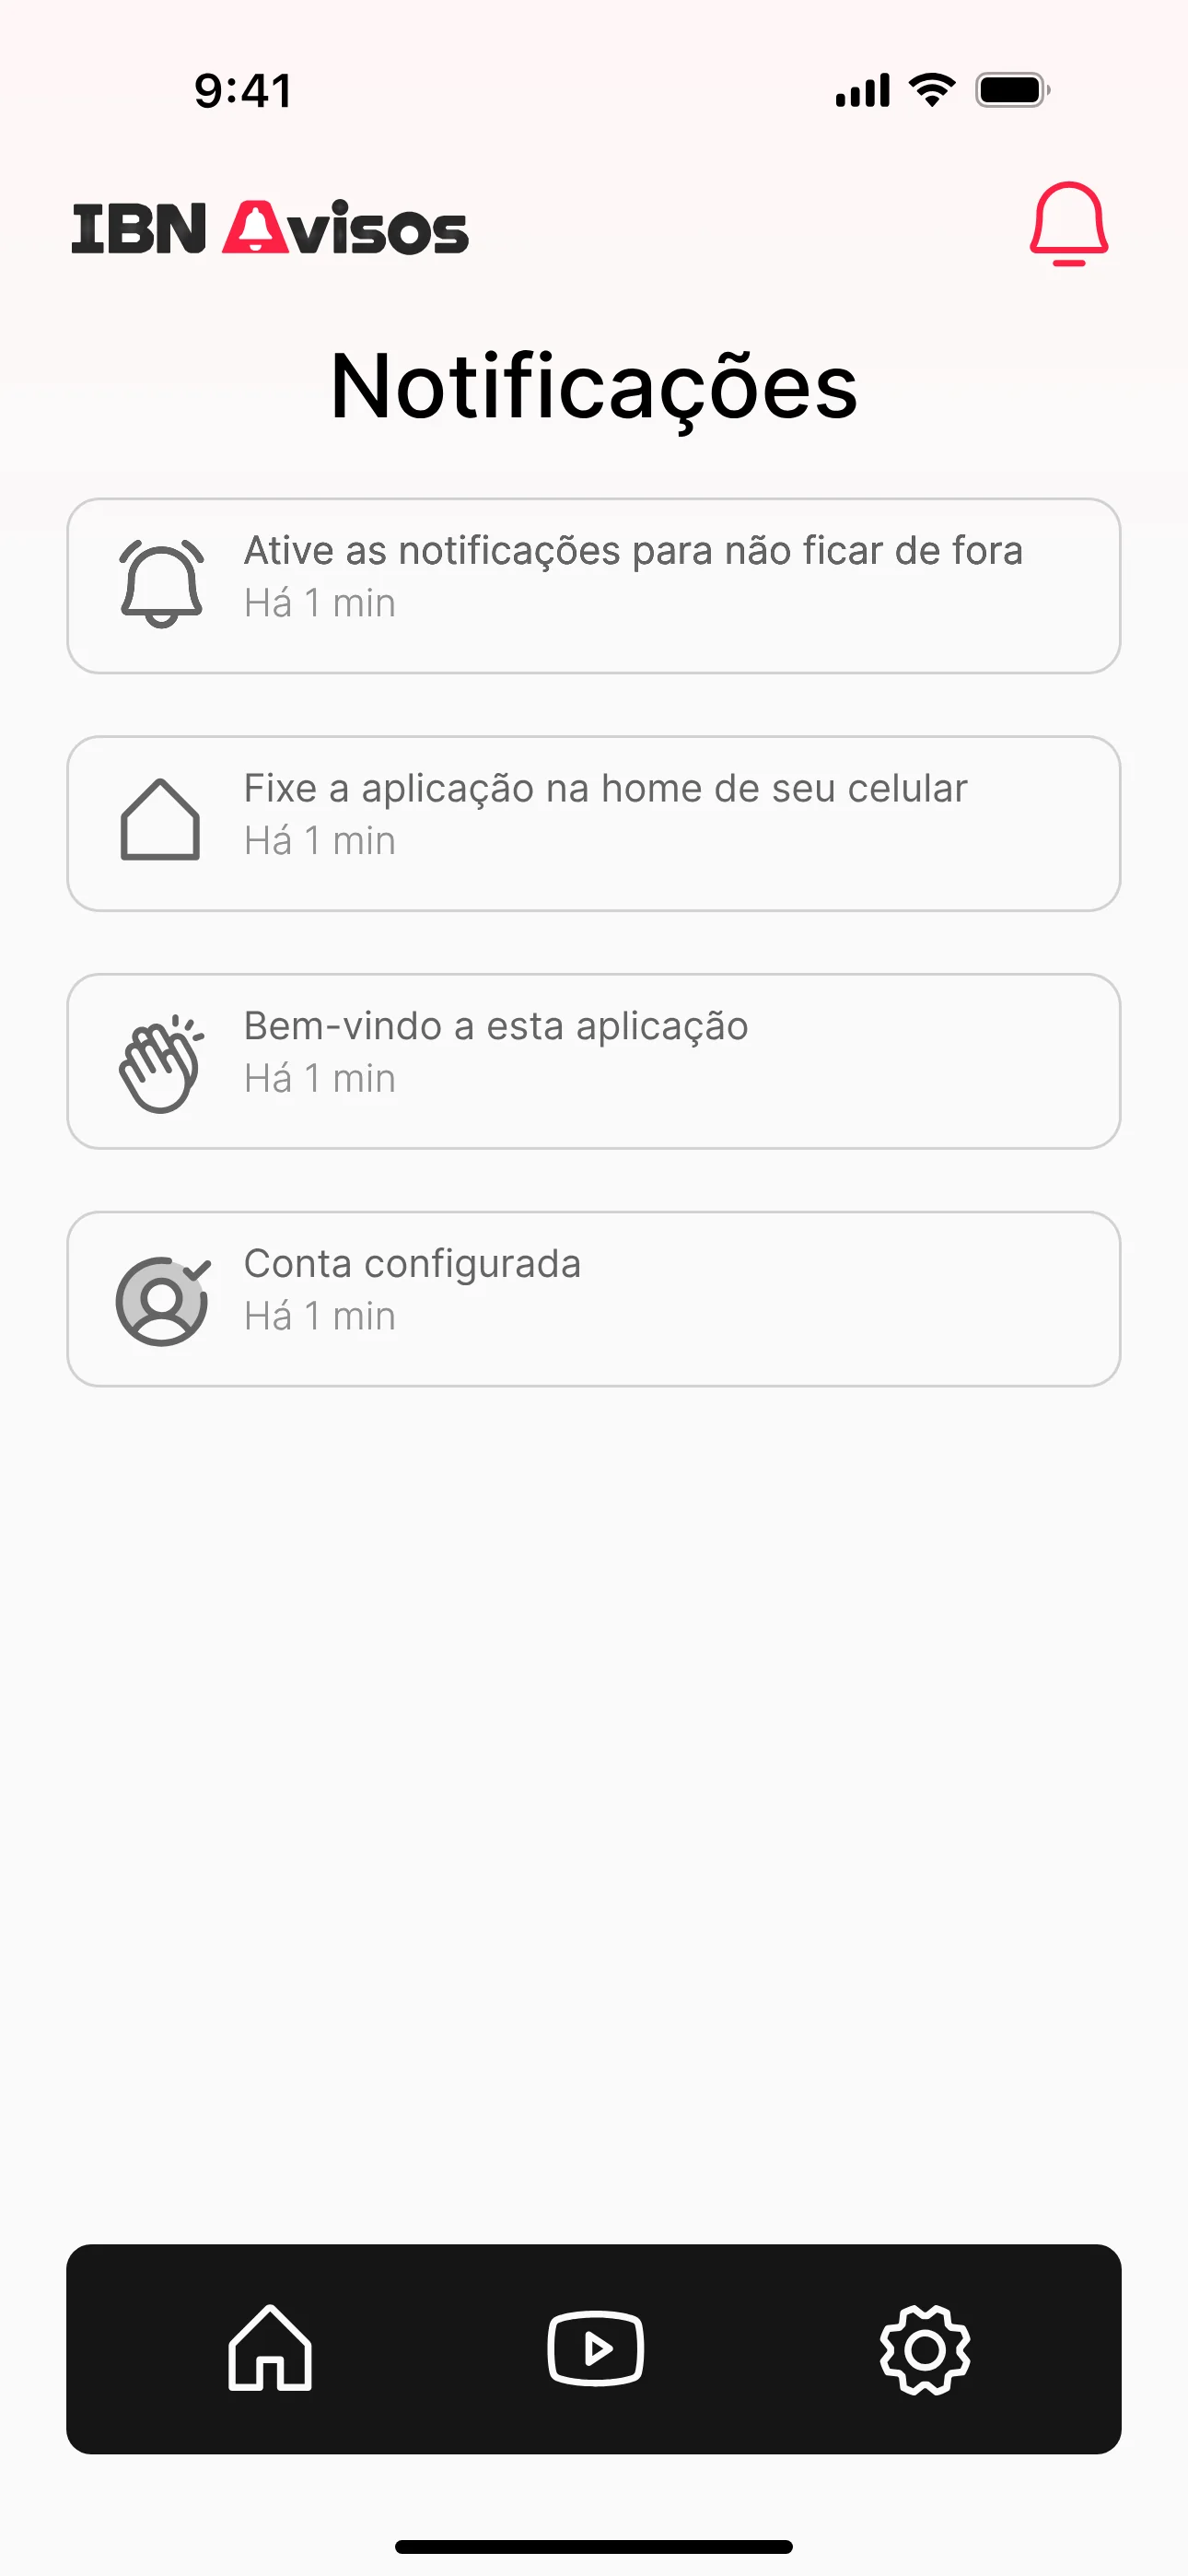 9:41
IBN Avisos
Notificações
Ative as notificações para não ficar de fora
Há 1 min
Fixe a aplicação na home de seu celular
Há 1 min
Bem-vindo a esta aplicação
Há 1 min
Conta configurada
Há 1 min